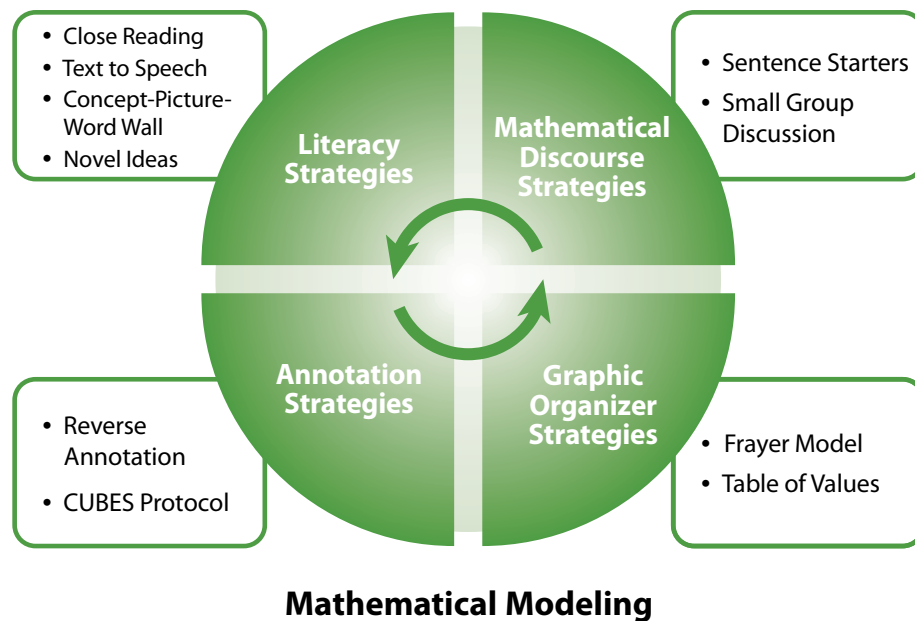 • Close Reading
• Text to Speech
• Concept-Picture-
Word Wall
• Novel Ideas
Literacy
Strategies
Mathematical
Discourse
Strategies
• Sentence Starters
• Small Group
Discussion
Annotation
Strategies
Graphic
Organizer
Strategies
• Reverse
Annotation
• CUBES Protocol
• Frayer Model
• Table of Values
Mathematical Modeling